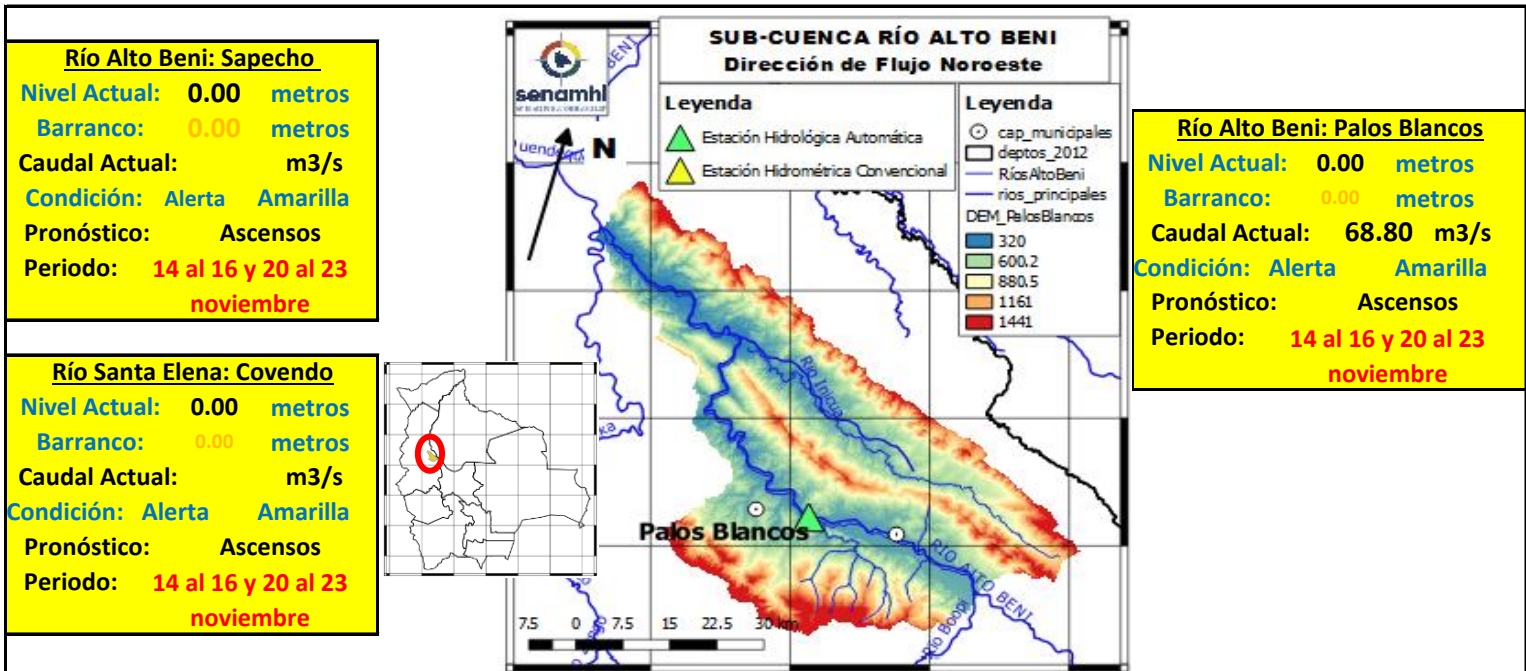 Río Alto Beni: Sapecho
Nivel Actual: 0.00 metros
Barranco: 0.00 metros
Caudal Actual: m3/s
Condición: Alerta Amarilla
Pronóstico: Ascensos
Periodo: 14 al 16 y 20 al 23
noviembre
Río Santa Elena: Covendo
Nivel Actual: 0.00 metros
Barranco: 0.00 metros
Caudal Actual: m3/s
Condición: Alerta Amarilla
Pronóstico: Ascensos
Periodo: 14 al 16 y 20 al 23
noviembre
senamhi
SUB-CUENCA RÍO ALTO BENI
Dirección de Flujo Noroeste
Leyenda
Estación Hidrológica Automática
Estación Hidrométrica Convencional
Leyenda
cap_municipales
deptos_2012
RíosAltoBeni
rios_principales
DEM_PalosBlancos
320
600.2
880.5
1161
1441
BENI
N
Río Inicua
Palos Blancos
RÍO ALTO BENI
Río Boopi
7.5 0 7.5 15 22.5 30 km
Río Alto Beni: Palos Blancos
Nivel Actual: 0.00 metros
Barranco: 0.00 metros
Caudal Actual: 68.80 m3/s
Condición: Alerta Amarilla
Pronóstico: Ascensos
Periodo: 14 al 16 y 20 al 23
noviembre